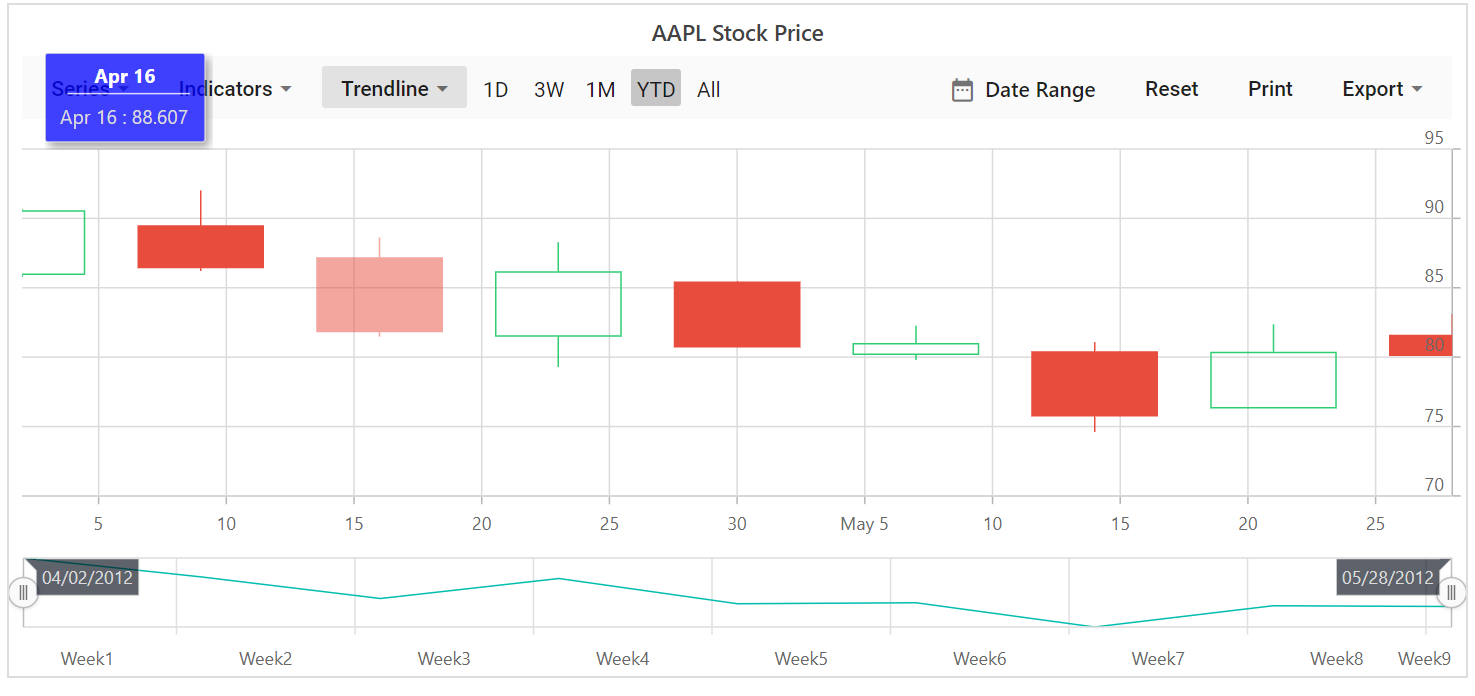 AAPL Stock Price
Apr 16
Apr 16 : 88.607
Series Indicators Trendline 1D 3W 1M YTD All Date Range Reset Print Export
95
90
85
80
75
70
5 10 15 20 25 30 May 5 10 15 20 25
04/02/2012 05/28/2012
Week1 Week2 Week3 Week4 Week5 Week6 Week7 Week8 Week9